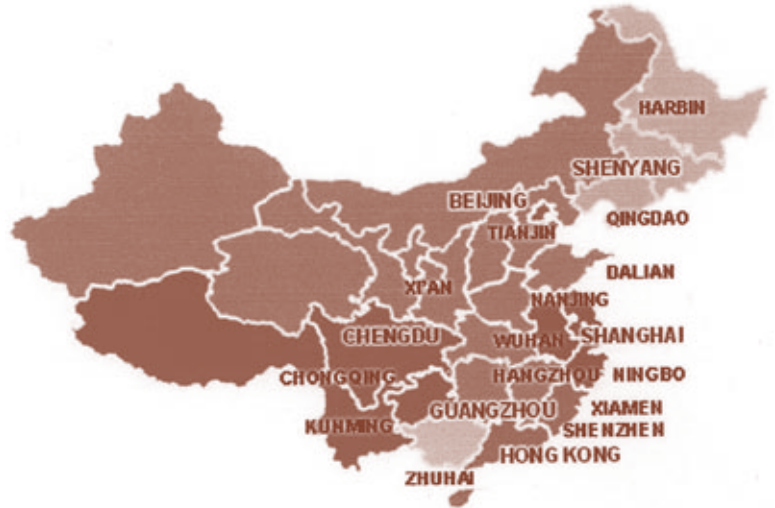 HARBIN
SHENYANG
BEIJING
QINGDAO
TIANJIN
DALIAN
XI'AN
NANJING
CHENGDU
WUHAN
SHANGHAI
CHONGQING
HANGZHOU
NINGBO
GUANGZHOU
XIAMEN
KUNMING
SHENZHEN
HONG KONG
ZHUHAI